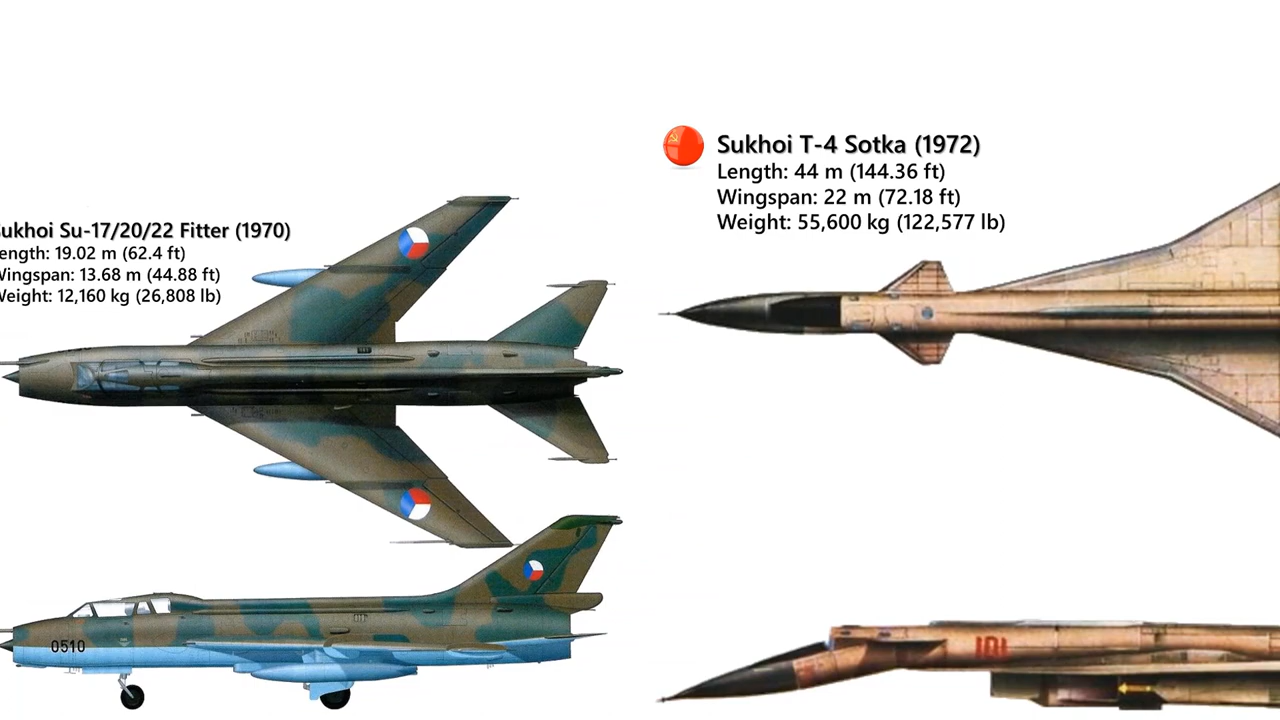 ukhoi Su-17/20/22 Fitter (1970)
ength: 19.02 m (62.4 ft)
Wingspan: 13.68 m (44.88 ft)
Weight: 12,160 kg (26,808 lb)
0510
Sukhoi T-4 Sotka (1972)
Length: 44 m (144.36 ft)
Wingspan: 22 m (72.18 ft)
Weight: 55,600 kg (122,577 lb)
101